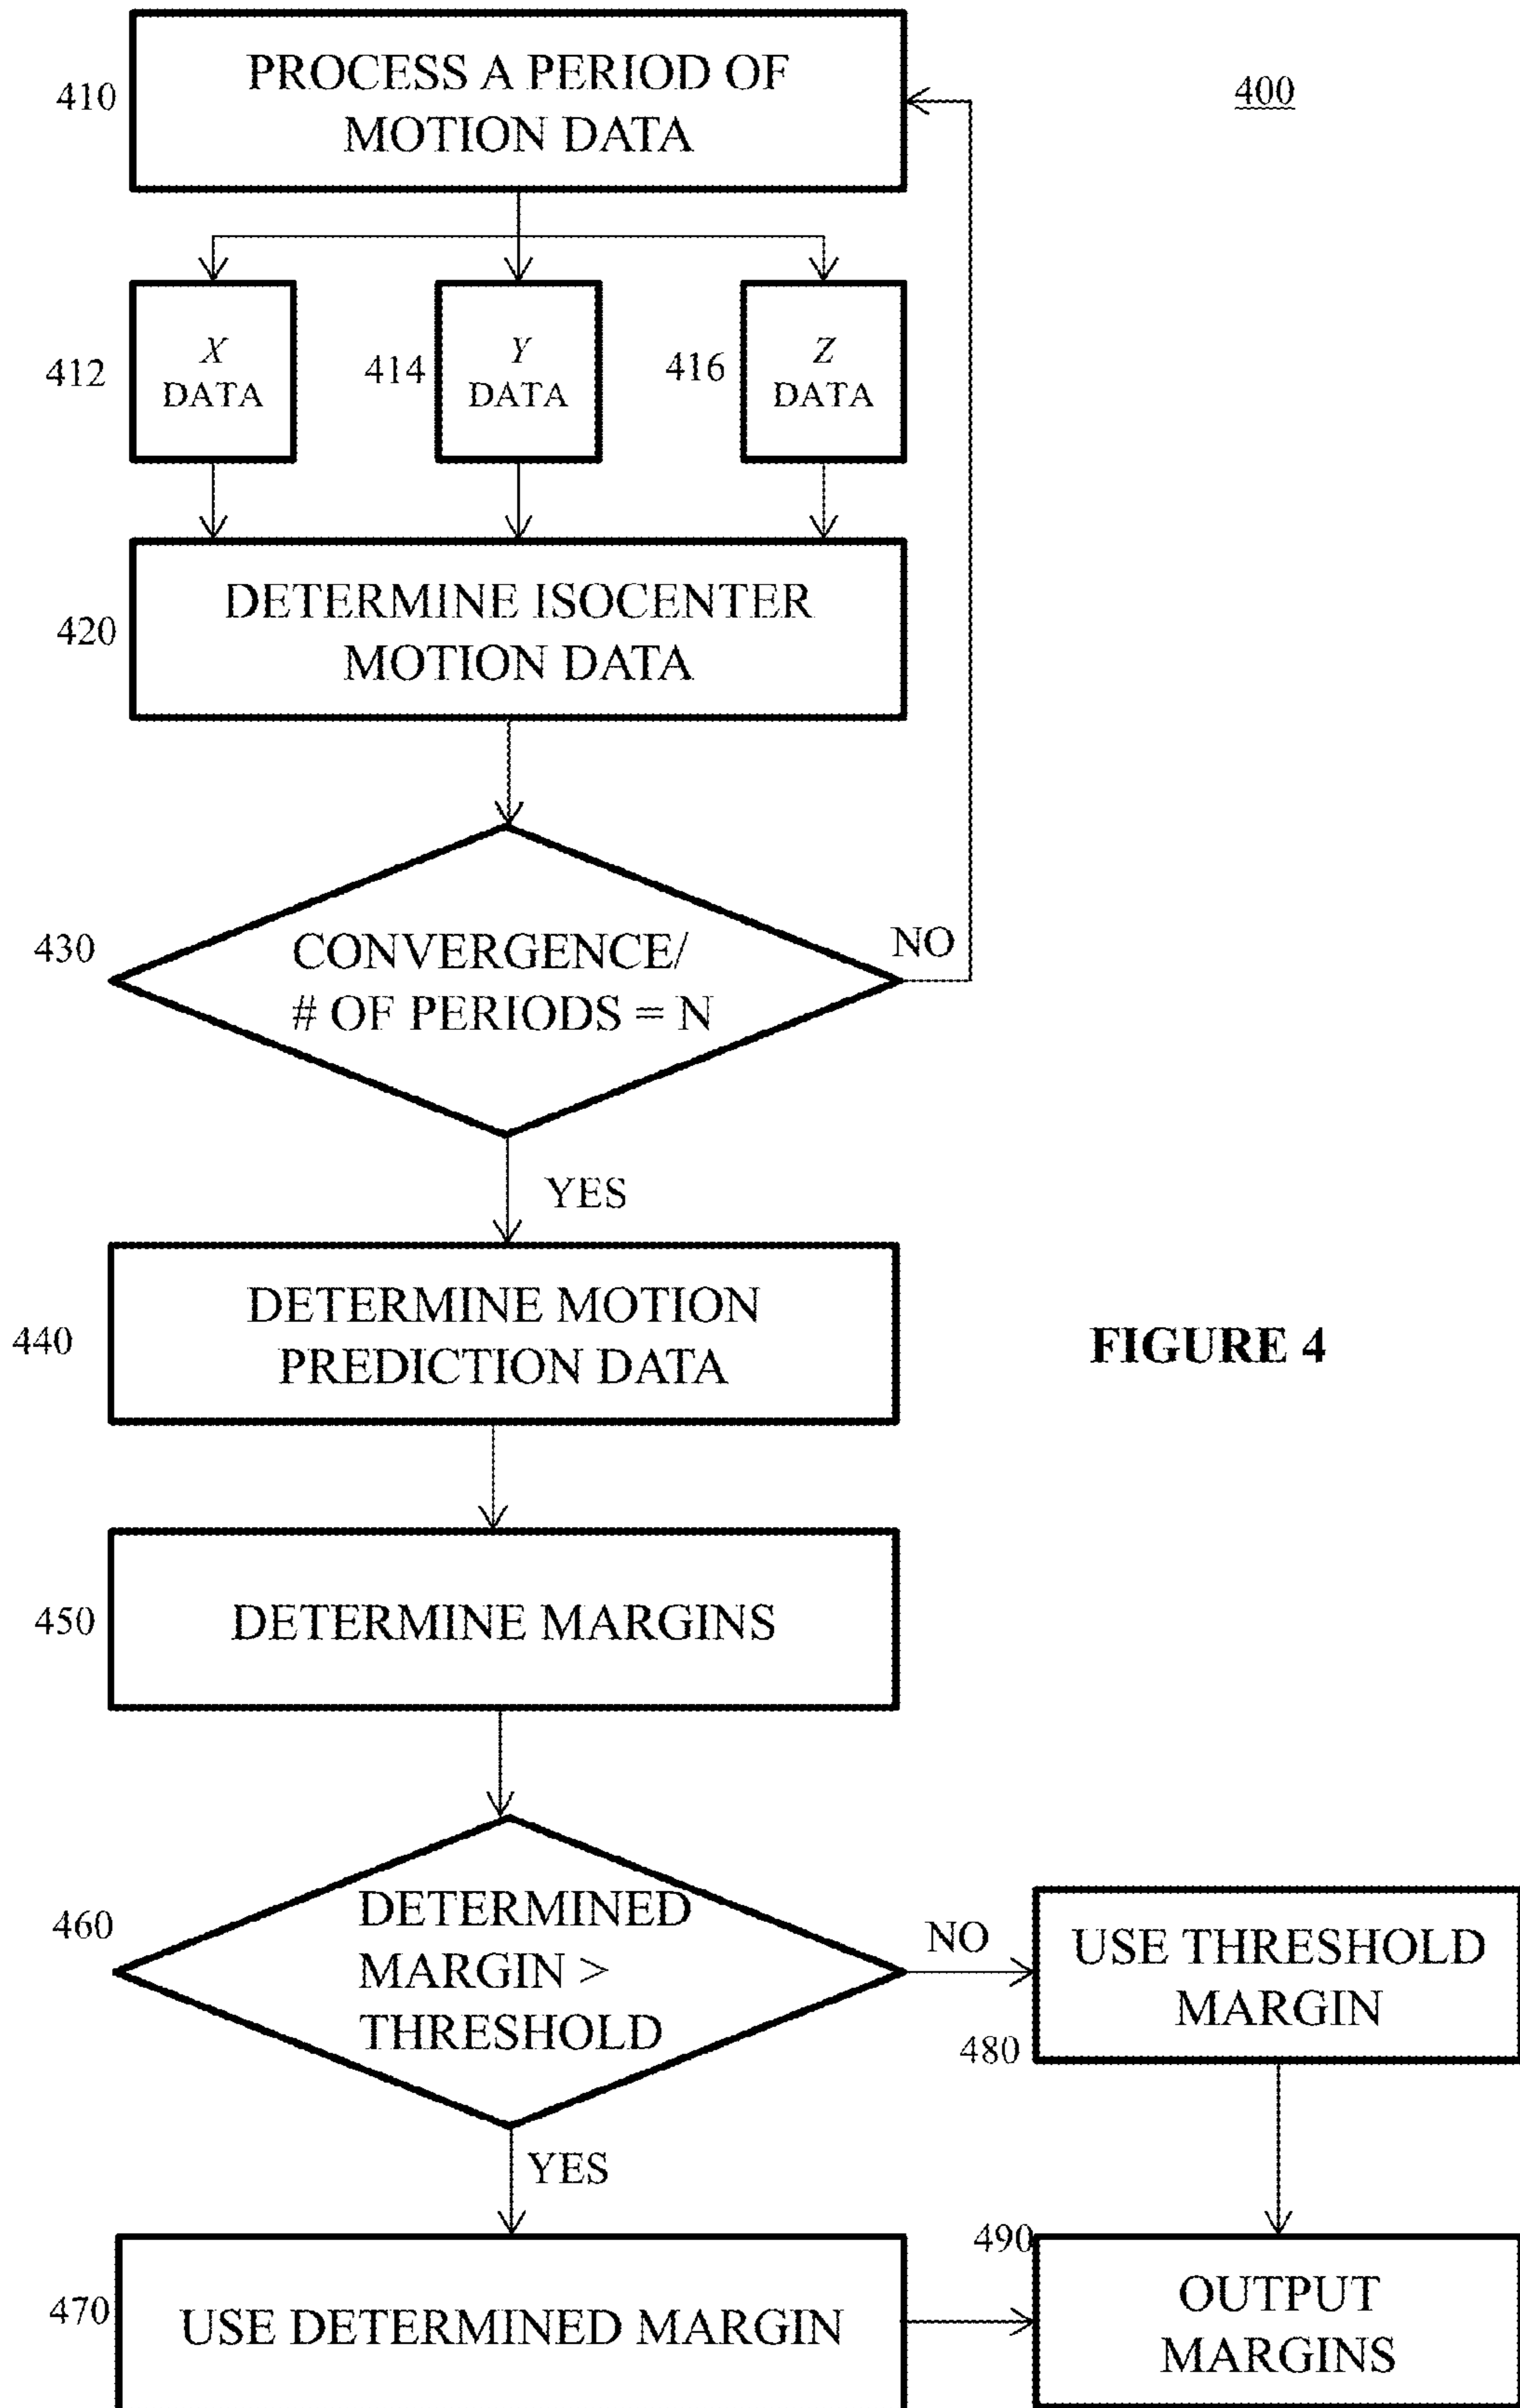 400
410
PROCESS A PERIOD OF
MOTION DATA
412
X
DATA
414
Y
DATA
416
Z
DATA
420
DETERMINE ISOCENTER
MOTION DATA
430
CONVERGENCE/
# OF PERIODS = N
NO
YES
440
DETERMINE MOTION
PREDICTION DATA
FIGURE 4
450
DETERMINE MARGINS
460
DETERMINED
MARGIN >
THRESHOLD
NO
480
USE THRESHOLD
MARGIN
YES
470
USE DETERMINED MARGIN
490
OUTPUT
MARGINS